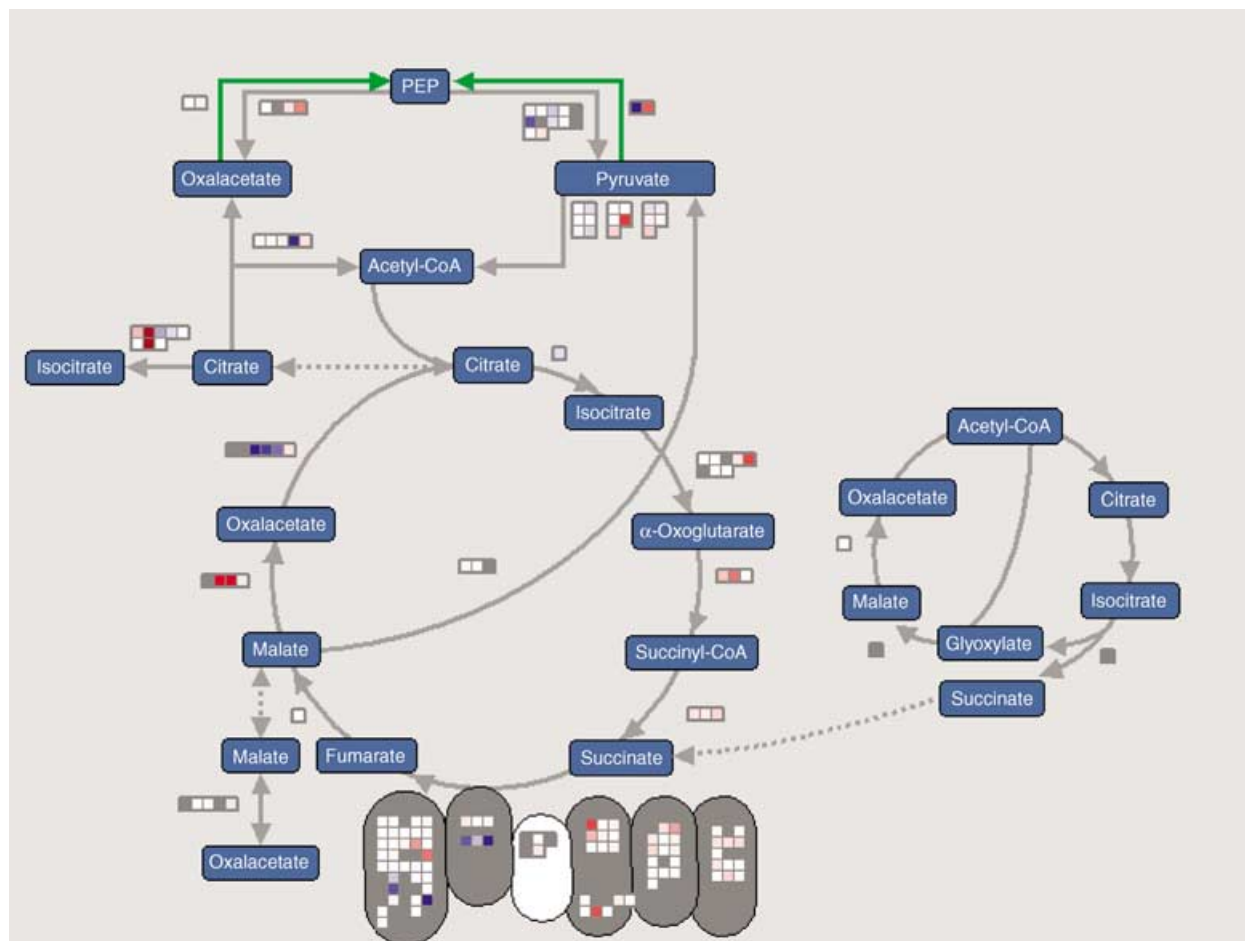 PEP
Oxalacetate
Pyruvate
Acetyl-CoA
Isocitrate
Citrate
Citrate
Isocitrate
Acetyl-CoA
Oxalacetate
Citrate
Oxalacetate
α-Oxoglutarate
Malate
Isocitrate
Malate
Succinyl-CoA
Glyoxylate
Succinate
Malate
Fumarate
Succinate
Oxalacetate